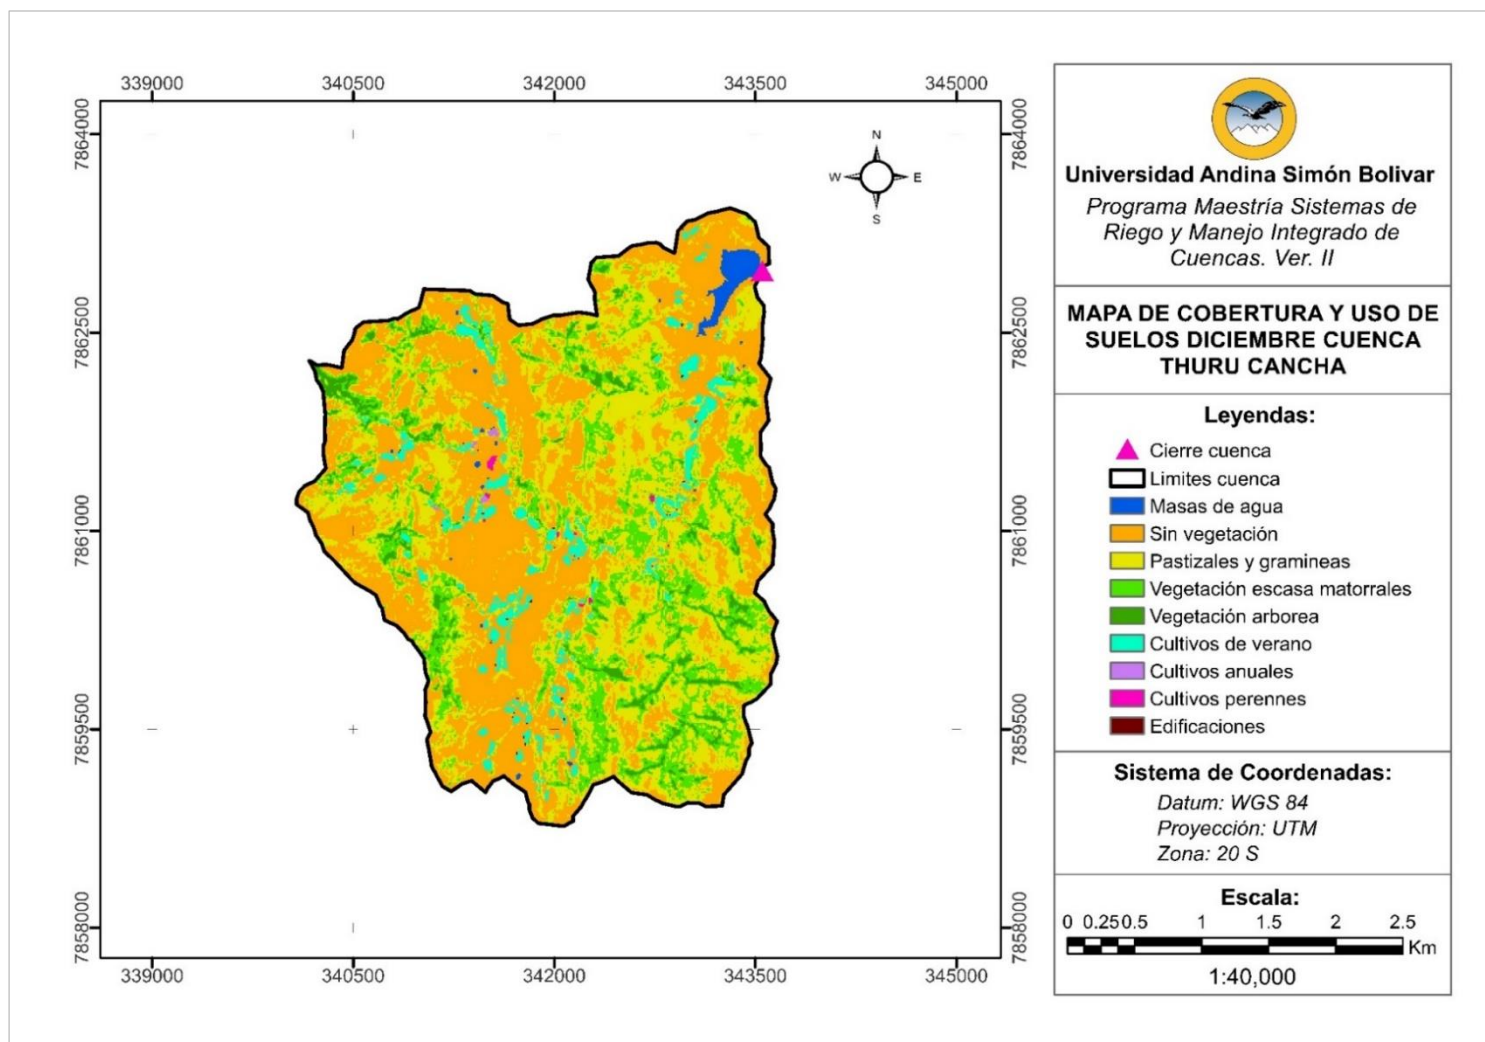 339000 340500 342000 343500 345000
7864000 7864000
N
W E
S
7862500 7862500
7861000 7861000
7859500 7859500
7858000 7858000
339000 340500 342000 343500 345000
Universidad Andina Simón Bolivar
Programa Maestría Sistemas de
Riego y Manejo Integrado de
Cuencas. Ver. II
MAPA DE COBERTURA Y USO DE
SUELOS DICIEMBRE CUENCA
THURU CANCHA
Leyendas:
Cierre cuenca
Limites cuenca
Masas de agua
Sin vegetación
Pastizales y gramineas
Vegetación escasa matorrales
Vegetación arborea
Cultivos de verano
Cultivos anuales
Cultivos perennes
Edificaciones
Sistema de Coordenadas:
Datum: WGS 84
Proyección: UTM
Zona: 20 S
Escala:
0 0.25 0.5 1 1.5 2 2.5
Km
1:40,000